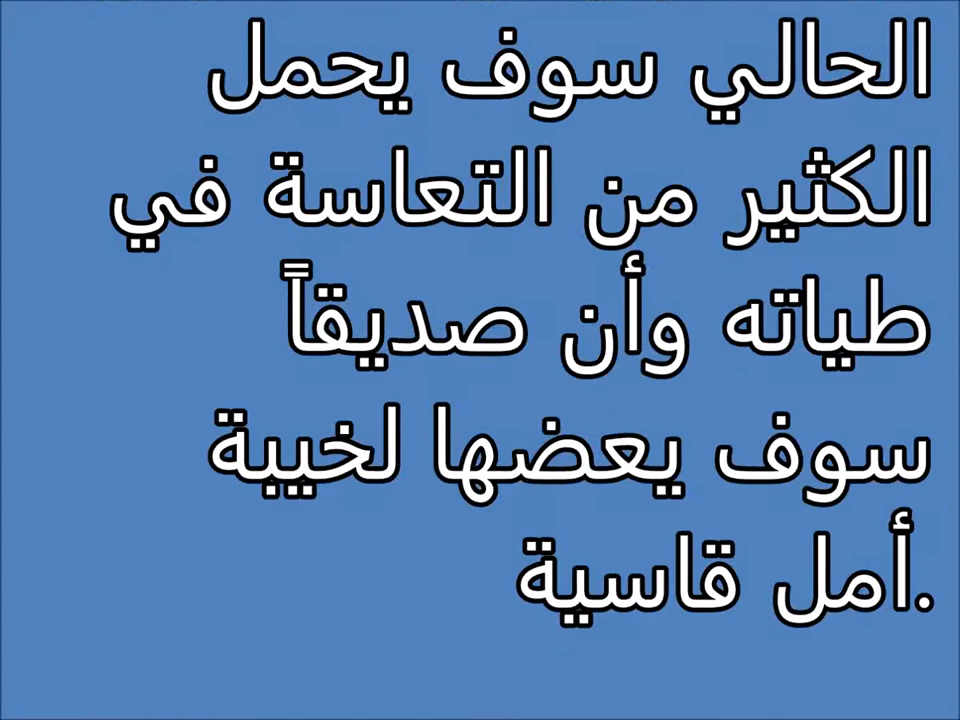 الحالي سوف يحمل
الكثير من التعاسة في
طياته وأن صديقاً
سوف يعضها لخيبة
.أمل قاسية